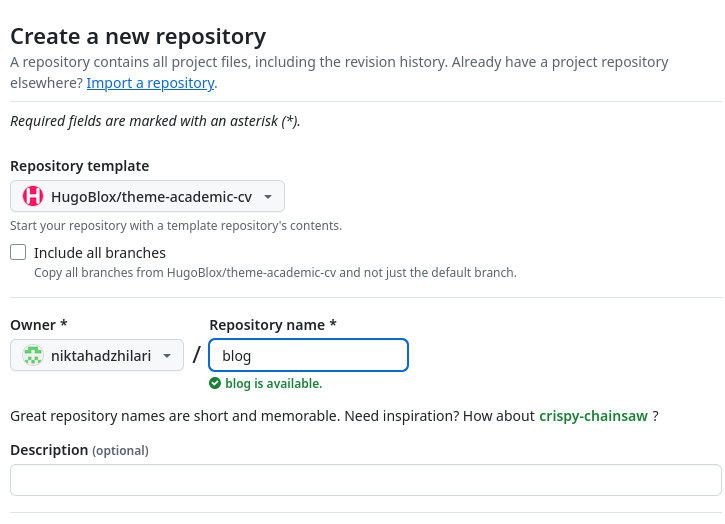 Create a new repository
A repository contains all project files, including the revision history. Already have a project repository
elsewhere? Import a repository.
Required fields are marked with an asterisk (*).
Repository template
HugoBlox/theme-academic-cv
Start your repository with a template repository's contents.
Include all branches
Copy all branches from HugoBlox/theme-academic-cv and not just the default branch.
Owner * Repository name *
niktahadzhilari / blog
blog is available.
Great repository names are short and memorable. Need inspiration? How about crispy-chainsaw ?
Description (optional)